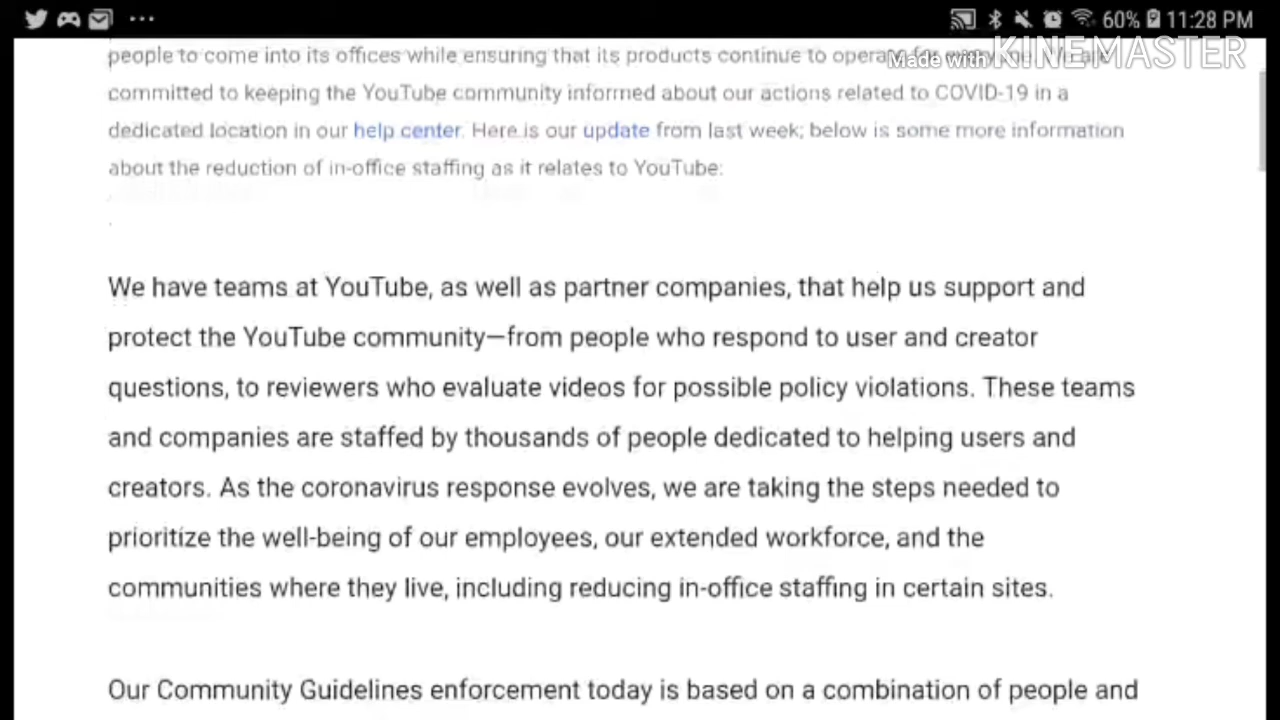 60% 11:28 PM
Made with KINEMASTER
people to come into its offices while ensuring that its products continue to are
committed to keeping the YouTube community informed about our actions related to COVID-19 in a
dedicated location in our help center. Here is our update from last week; below is some more information
about the reduction of in-office staffing as it relates to YouTube:
We have teams at YouTube, as well as partner companies, that help us support and
protect the YouTube community—from people who respond to user and creator
questions, to reviewers who evaluate videos for possible policy violations. These teams
and companies are staffed by thousands of people dedicated to helping users and
creators. As the coronavirus response evolves, we are taking the steps needed to
prioritize the well-being of our employees, our extended workforce, and the
communities where they live, including reducing in-office staffing in certain sites.
Our Community Guidelines enforcement today is based on a combination of people and